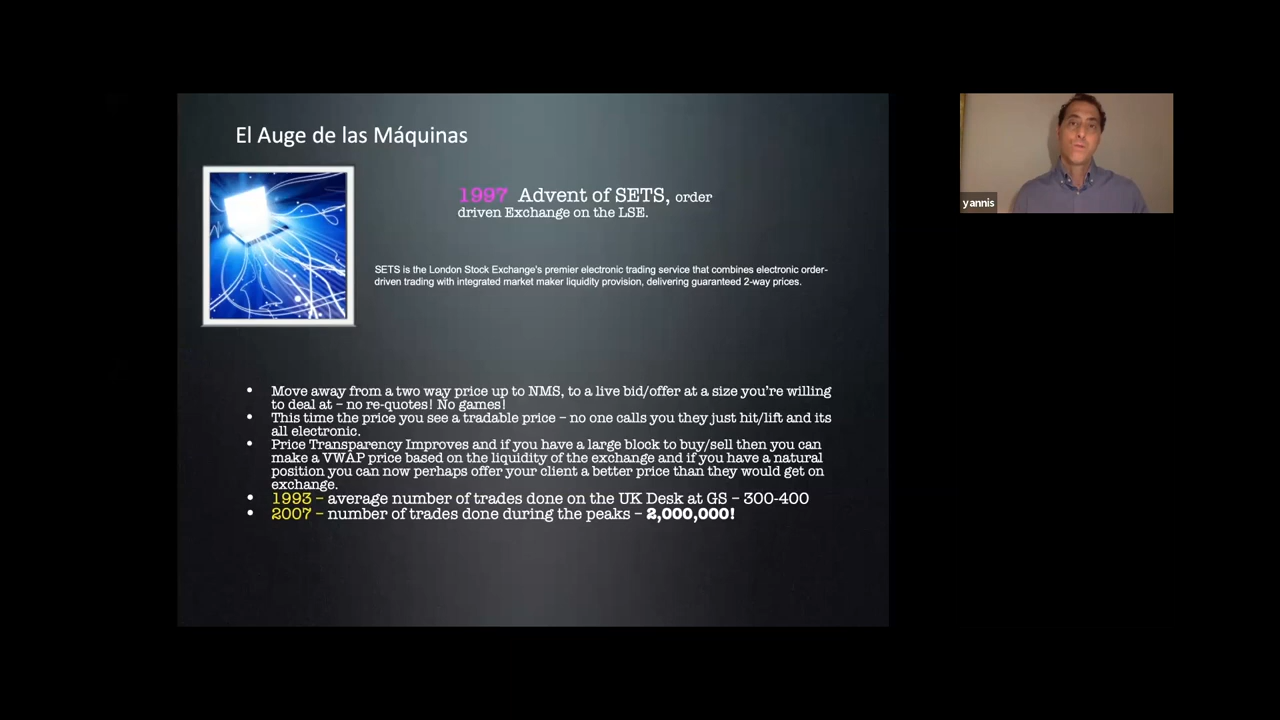 El Auge de las Máquinas
1997 Advent of SETS, order
driven Exchange on the LSE.
SETS is the London Stock Exchange's premier electronic trading service that combines electronic order-
driven trading with integrated market maker liquidity provision, delivering guaranteed 2-way prices.
• Move away from a two way price up to NMS, to a live bid/offer at a size you're willing
to deal at – no re-quotes! No games!
• This time the price you see a tradable price – no one calls you they just hit/lift and its
all electronic.
• Price Transparency Improves and if you have a large block to buy/sell then you can
make a VWAP price based on the liquidity of the exchange and if you have a natural
position you can now perhaps offer your client a better price than they would get on
exchange.
• 1993 – average number of trades done on the UK Desk at GS – 300-400
• 2007 – number of trades done during the peaks – 2,000,000!
yannis